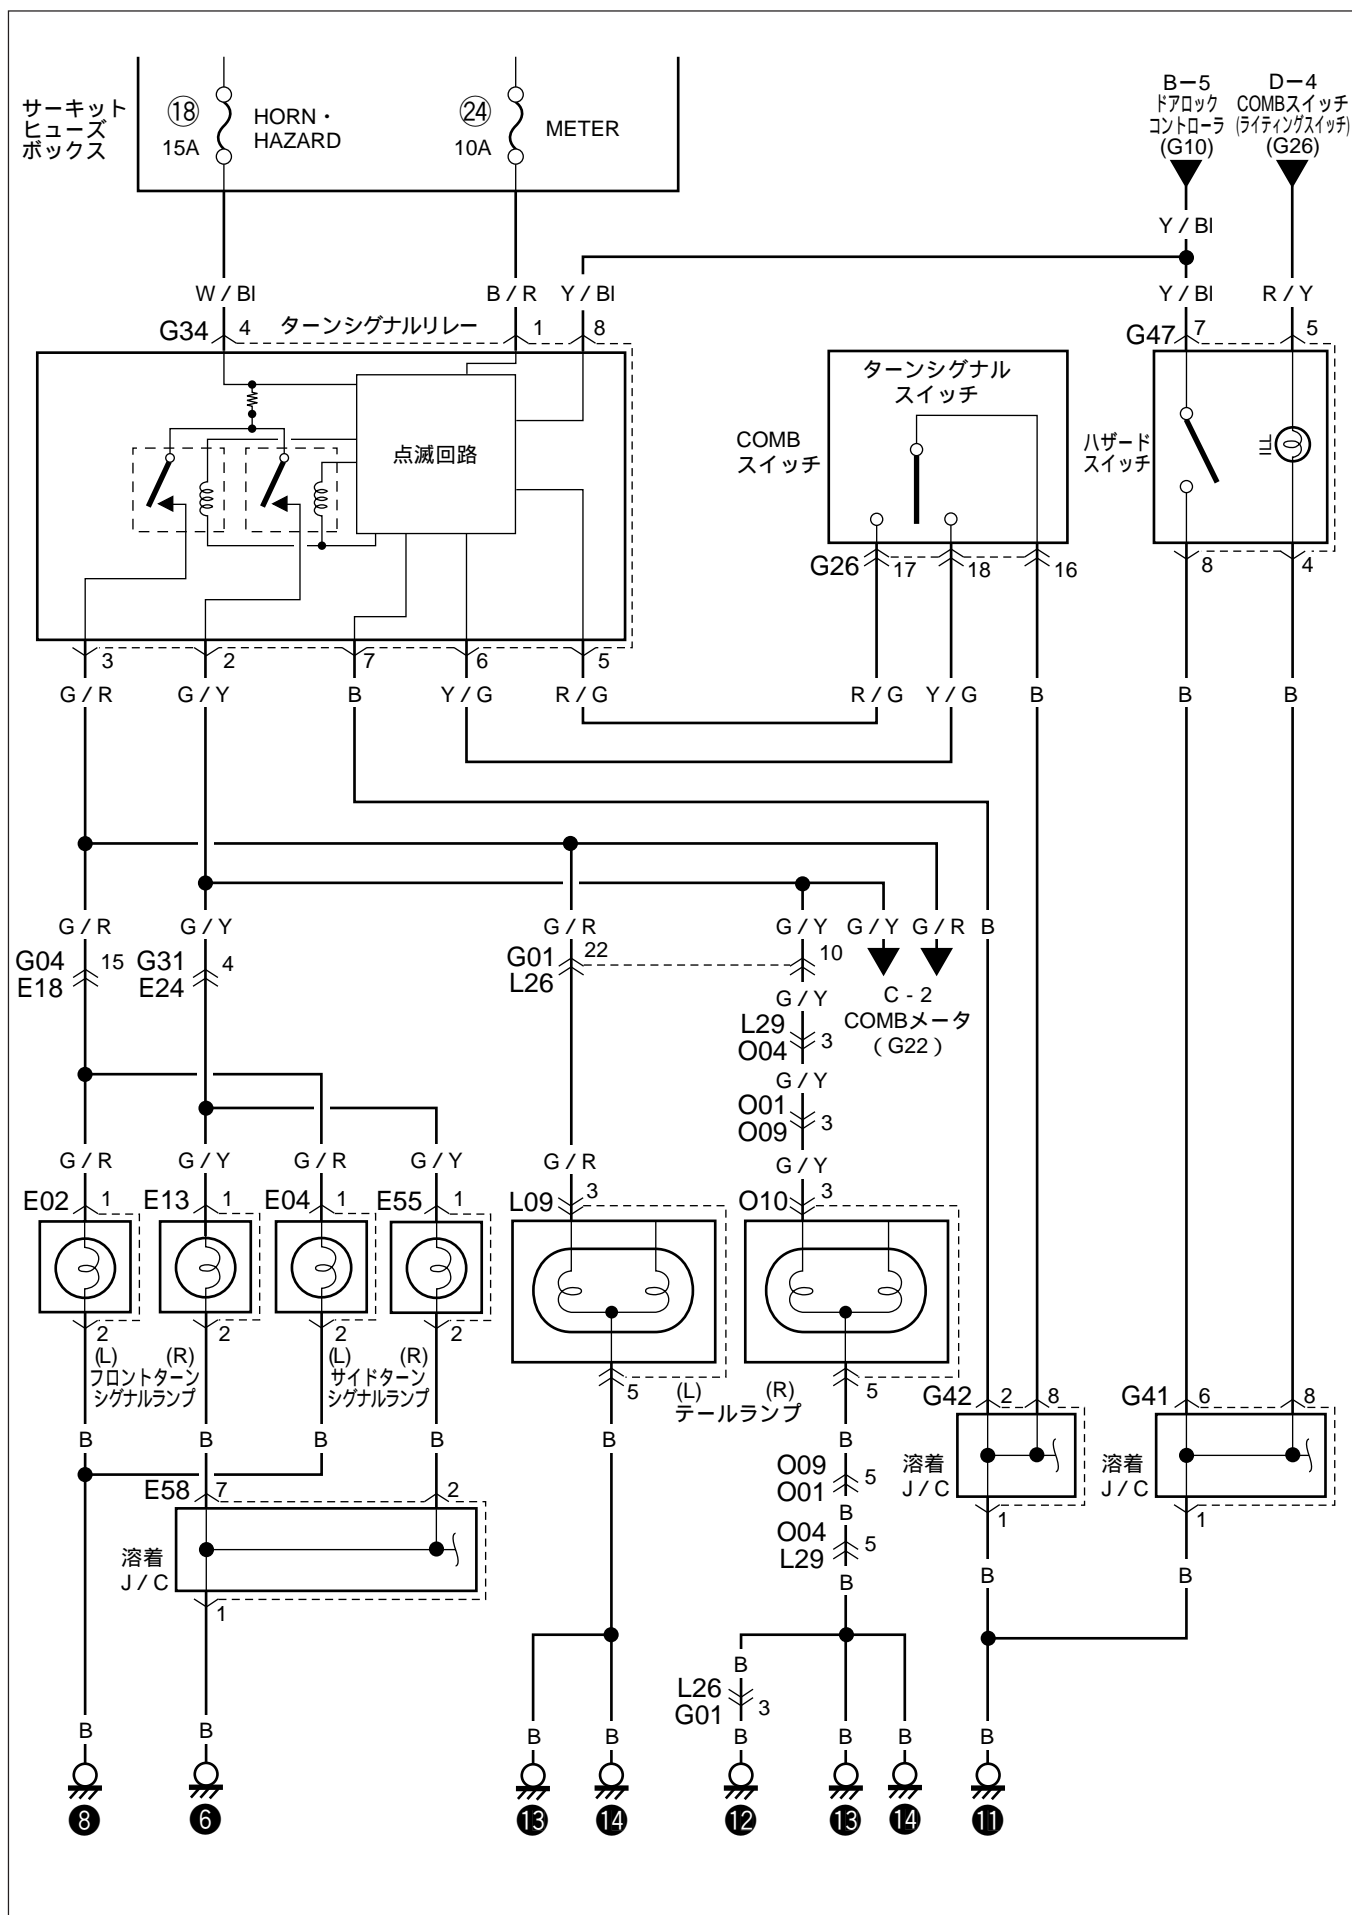 サーキット
ヒューズ
ボックス
⑱
15A
HORN・
HAZARD
㉔
10A
METER
B－5
ドアロック
コントローラ
(G10)
D－4
COMBスイッチ
(ライティングスイッチ)
(G26)
Y / Bl
W / Bl
B / R
Y / Bl
Y / Bl
R / Y
G34
4
ターンシグナルリレー
1
8
G47
7
5
点滅回路
ターンシグナル
スイッチ
COMB
スイッチ
ハザード
スイッチ
ILL
G26
17
18
16
8
4
3
2
7
6
5
G / R
G / Y
B
Y / G
R / G
R / G
Y / G
B
B
B
G / R
G / Y
G / R
G / Y
G / Y
G / R
B
G04
E18
15
G31
E24
4
G01
L26
22
10
G / Y
C - 2
COMBメータ
( G22 )
L29
O04
3
G / Y
O01
O09
3
G / R
G / Y
G / R
G / Y
G / R
G / Y
E02
1
E13
1
E04
1
E55
1
L09
3
O10
3
2
2
2
2
(L)
(R)
フロントターン
シグナルランプ
(L)
(R)
サイドターン
シグナルランプ
5
(L)
(R)
テールランプ
5
G42
2
8
G41
6
8
B
B
B
B
B
B
E58
7
2
O09
O01
5
溶着
J / C
溶着
J / C
B
1
1
O04
L29
5
溶着
J / C
B
B
B
1
B
L26
G01
3
B
B
B
B
B
B
B
B
❽
❻
⓭
⓮
⓬
⓭
⓮
⓫